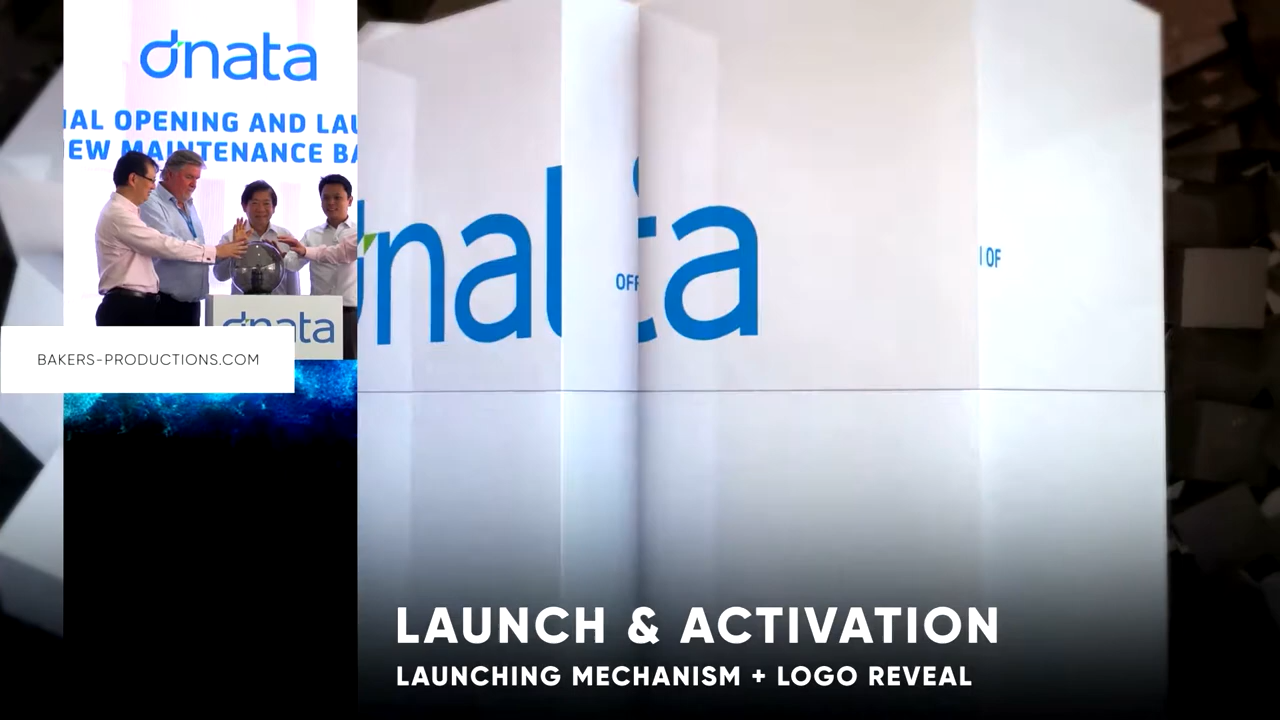 dnata
IAL OPENING AND LAU
EW MAINTENANCE BA
dnata
BAKERS-PRODUCTIONS.COM
dnata
OFF
OF
LAUNCH & ACTIVATION
LAUNCHING MECHANISM + LOGO REVEAL